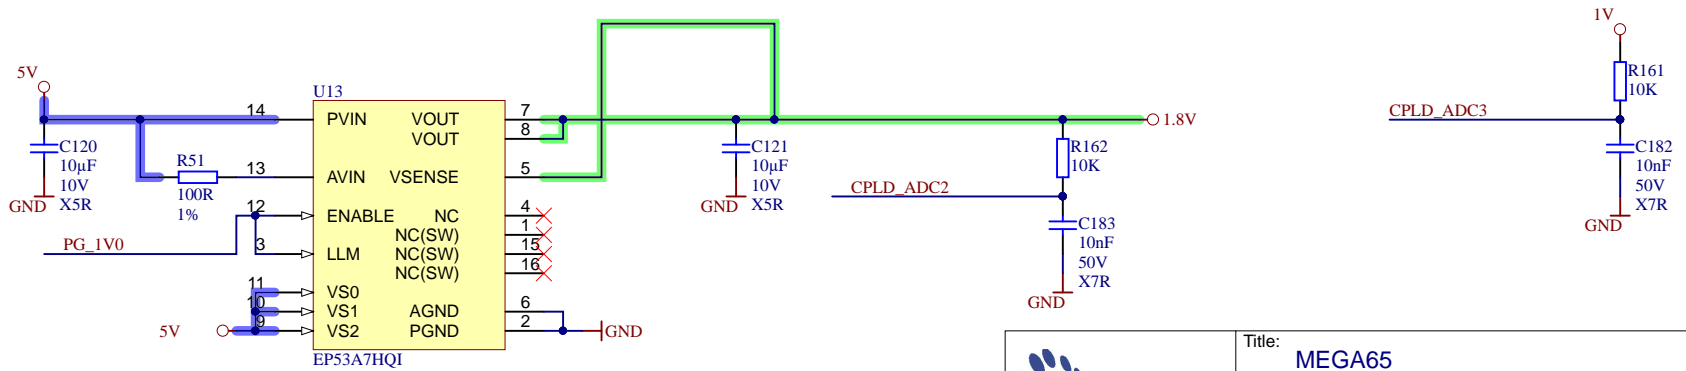 5V
C120
10µF
10V
X5R
GND
R51
100R
1%
PG_1V0
5V
U13
14
PVIN
13
AVIN
12
ENABLE
3
LLM
11
VS0
10
VS1
9
VS2
VOUT
7
VOUT
8
VSENSE
5
NC
4
NC(SW)
1
NC(SW)
15
NC(SW)
16
AGND
6
PGND
2
GND
EP53A7HQI
C121
10µF
10V
X5R
GND
1.8V
R162
10K
CPLD_ADC2
C183
10nF
50V
X7R
GND
1V
R161
10K
CPLD_ADC3
C182
10nF
50V
X7R
GND
Title:
MEGA65